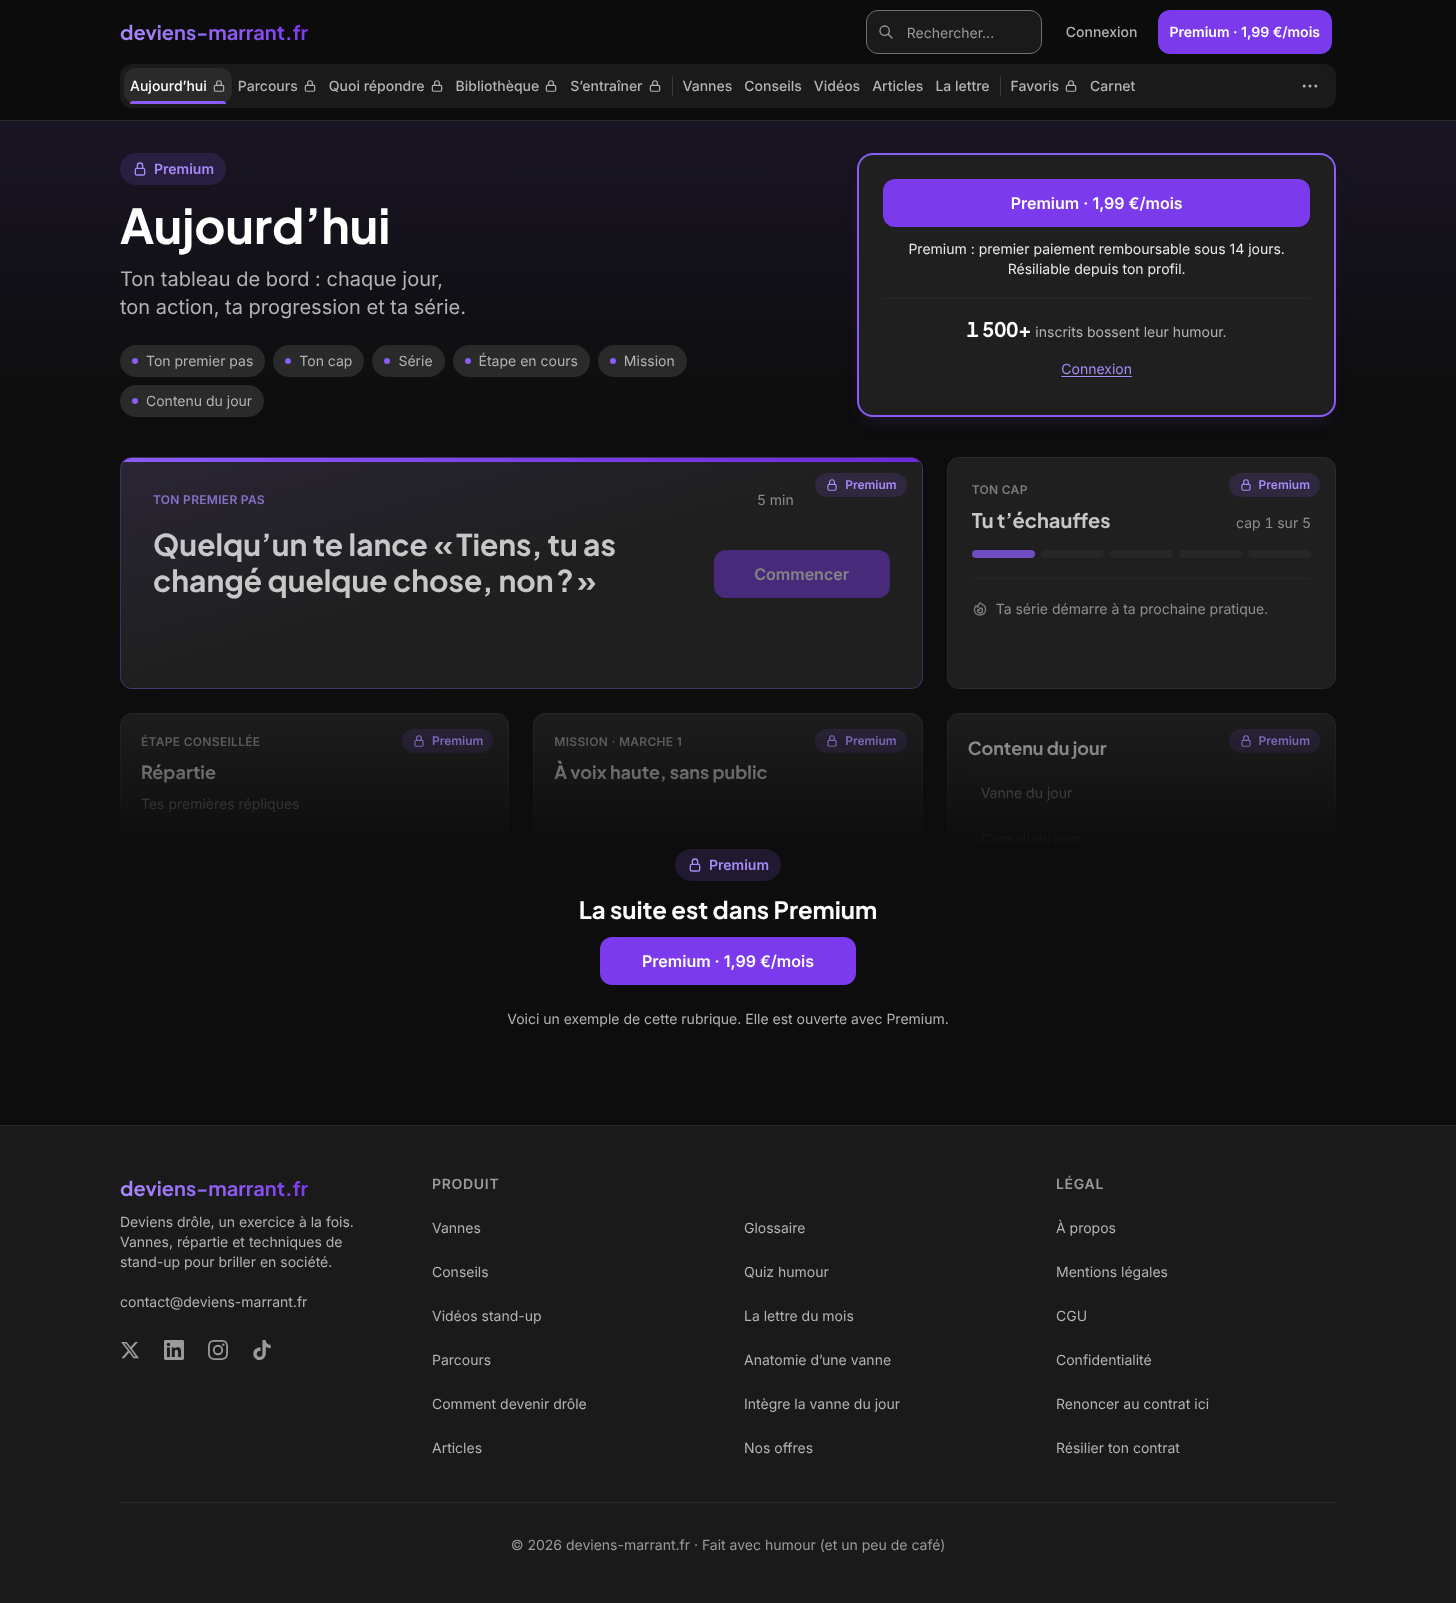 deviens-marrant.fr
Rechercher...
Connexion
Premium · 1,99 €/mois
Aujourd’hui
Parcours
Quoi répondre
Bibliothèque
S’entraîner
Vannes
Conseils
Vidéos
Articles
La lettre
Favoris
Carnet
Premium
Aujourd’hui
Ton tableau de bord : chaque jour,
ton action, ta progression et ta série.
Ton premier pas
Ton cap
Série
Étape en cours
Mission
Contenu du jour
Premium · 1,99 €/mois
Premium : premier paiement remboursable sous 14 jours.
Résiliable depuis ton profil.
1 500+ inscrits bossent leur humour.
Connexion
TON PREMIER PAS
5 min
Premium
Quelqu’un te lance « Tiens, tu as
changé quelque chose, non ? »
Commencer
TON CAP
Premium
Tu t’échauffes
cap 1 sur 5
Ta série démarre à ta prochaine pratique.
ÉTAPE CONSEILLÉE
Premium
Répartie
Tes premières répliques
MISSION · MARCHE 1
Premium
À voix haute, sans public
Contenu du jour
Premium
Vanne du jour
Conseil du jour
Premium
La suite est dans Premium
Premium · 1,99 €/mois
Voici un exemple de cette rubrique. Elle est ouverte avec Premium.
deviens-marrant.fr
Deviens drôle, un exercice à la fois.
Vannes, répartie et techniques de
stand-up pour briller en société.
contact@deviens-marrant.fr
PRODUIT
Vannes
Conseils
Vidéos stand-up
Parcours
Comment devenir drôle
Articles
Glossaire
Quiz humour
La lettre du mois
Anatomie d’une vanne
Intègre la vanne du jour
Nos offres
LÉGAL
À propos
Mentions légales
CGU
Confidentialité
Renoncer au contrat ici
Résilier ton contrat
© 2026 deviens-marrant.fr · Fait avec humour (et un peu de café)